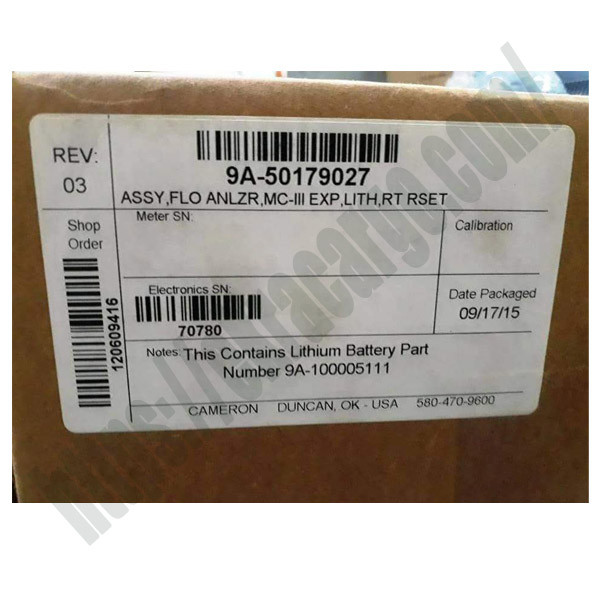 REV:
03
9A-50179027
ASSY,FLO ANLZR,MC-III EXP,LITH,RT RSET
Shop
Order
120609416
Meter SN:
Calibration
Electronics SN:
70780
Date Packaged
09/17/15
Notes: This Contains Lithium Battery Part
Number 9A-100005111
CAMERON DUNCAN, OK - USA 580-470-9600